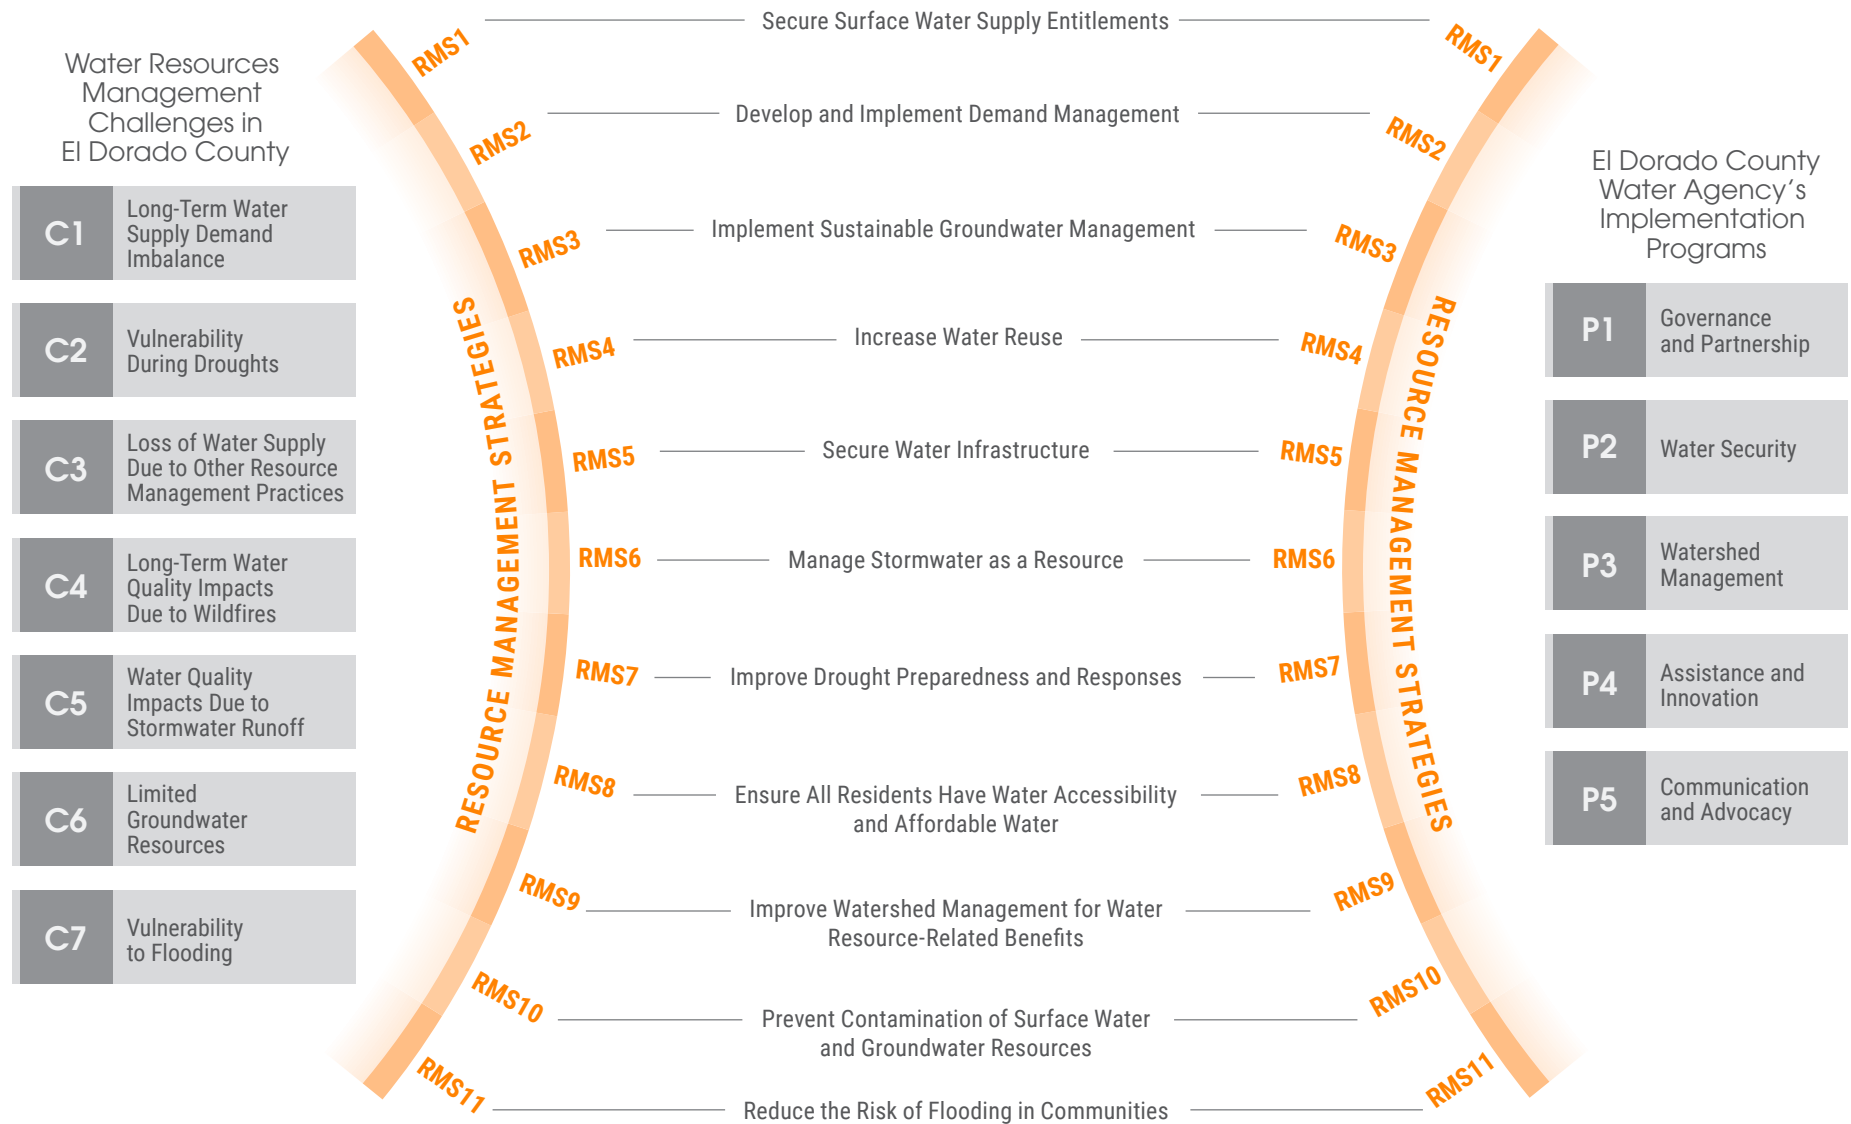 Water Resources
Management
Challenges in
El Dorado County
C1
Long-Term Water
Supply Demand
Imbalance
C2
Vulnerability
During Droughts
C3
Loss of Water Supply
Due to Other Resource
Management Practices
C4
Long-Term Water
Quality Impacts
Due to Wildfires
C5
Water Quality
Impacts Due to
Stormwater Runoff
C6
Limited
Groundwater
Resources
C7
Vulnerability
to Flooding
RESOURCE MANAGEMENT STRATEGIES
RMS1 Secure Surface Water Supply Entitlements RMS1
RMS2 Develop and Implement Demand Management RMS2
RMS3 Implement Sustainable Groundwater Management RMS3
RMS4 Increase Water Reuse RMS4
RMS5 Secure Water Infrastructure RMS5
RMS6 Manage Stormwater as a Resource RMS6
RMS7 Improve Drought Preparedness and Responses RMS7
RMS8 Ensure All Residents Have Water Accessibility RMS8
and Affordable Water
RMS9 Improve Watershed Management for Water RMS9
Resource-Related Benefits
RMS10 Prevent Contamination of Surface Water RMS10
and Groundwater Resources
RMS11 Reduce the Risk of Flooding in Communities RMS11
RESOURCE MANAGEMENT STRATEGIES
El Dorado County
Water Agency's
Implementation
Programs
P1
Governance
and Partnership
P2
Water Security
P3
Watershed
Management
P4
Assistance and
Innovation
P5
Communication
and Advocacy